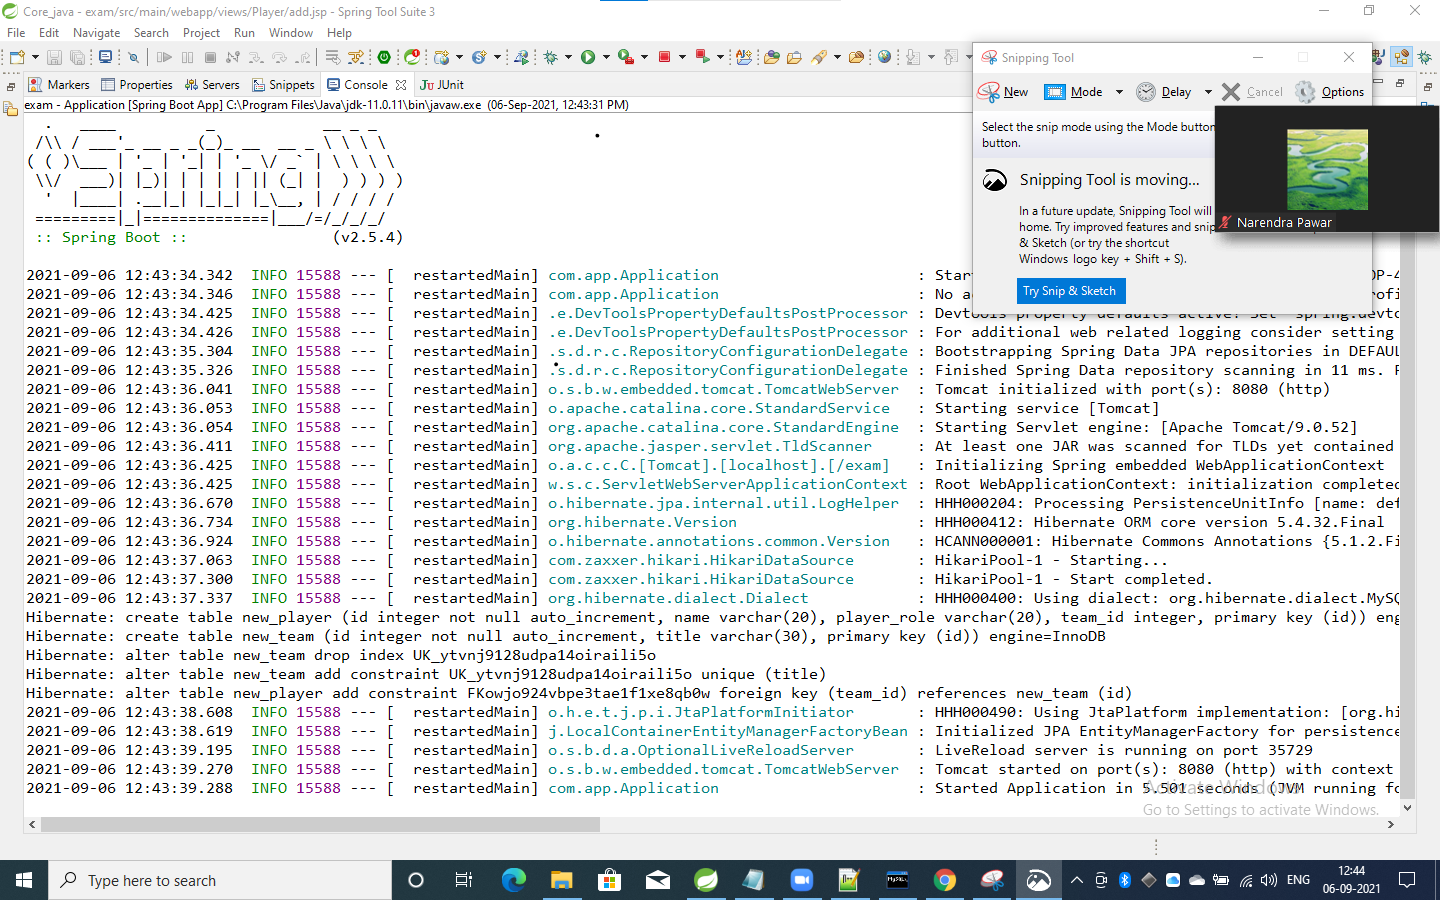 Core_java - exam/src/main/webapp/views/Player/add.jsp - Spring Tool Suite 3
File Edit Navigate Search Project Run Window Help
Markers Properties Servers Snippets Console JUnit
exam - Application [Spring Boot App] C:\Program Files\Java\jdk-11.0.11\bin\javaw.exe (06-Sep-2021, 12:43:31 PM)
:: Spring Boot :: (v2.5.4)
2021-09-06 12:43:34.342 INFO 15588 --- [ restartedMain] com.app.Application : Star
2021-09-06 12:43:34.346 INFO 15588 --- [ restartedMain] com.app.Application : No a
2021-09-06 12:43:34.425 INFO 15588 --- [ restartedMain] .e.DevToolsPropertyDefaultsPostProcessor : Devtools property defaults active! Set 'spring.devto
2021-09-06 12:43:34.426 INFO 15588 --- [ restartedMain] .e.DevToolsPropertyDefaultsPostProcessor : For additional web related logging consider setting
2021-09-06 12:43:35.304 INFO 15588 --- [ restartedMain] .s.d.r.c.RepositoryConfigurationDelegate : Bootstrapping Spring Data JPA repositories in DEFAUL
2021-09-06 12:43:35.326 INFO 15588 --- [ restartedMain] .s.d.r.c.RepositoryConfigurationDelegate : Finished Spring Data repository scanning in 11 ms. F
2021-09-06 12:43:36.041 INFO 15588 --- [ restartedMain] o.s.b.w.embedded.tomcat.TomcatWebServer : Tomcat initialized with port(s): 8080 (http)
2021-09-06 12:43:36.053 INFO 15588 --- [ restartedMain] o.apache.catalina.core.StandardService : Starting service [Tomcat]
2021-09-06 12:43:36.054 INFO 15588 --- [ restartedMain] org.apache.catalina.core.StandardEngine : Starting Servlet engine: [Apache Tomcat/9.0.52]
2021-09-06 12:43:36.411 INFO 15588 --- [ restartedMain] org.apache.jasper.servlet.TldScanner : At least one JAR was scanned for TLDs yet contained
2021-09-06 12:43:36.425 INFO 15588 --- [ restartedMain] o.a.c.c.C.[Tomcat].[localhost].[/exam] : Initializing Spring embedded WebApplicationContext
2021-09-06 12:43:36.425 INFO 15588 --- [ restartedMain] w.s.c.ServletWebServerApplicationContext : Root WebApplicationContext: initialization completed
2021-09-06 12:43:36.670 INFO 15588 --- [ restartedMain] o.hibernate.jpa.internal.util.LogHelper : HHH000204: Processing PersistenceUnitInfo [name: def
2021-09-06 12:43:36.734 INFO 15588 --- [ restartedMain] org.hibernate.Version : HHH000412: Hibernate ORM core version 5.4.32.Final
2021-09-06 12:43:36.924 INFO 15588 --- [ restartedMain] o.hibernate.annotations.common.Version : HCANN000001: Hibernate Commons Annotations {5.1.2.Fi
2021-09-06 12:43:37.063 INFO 15588 --- [ restartedMain] com.zaxxer.hikari.HikariDataSource : HikariPool-1 - Starting...
2021-09-06 12:43:37.300 INFO 15588 --- [ restartedMain] com.zaxxer.hikari.HikariDataSource : HikariPool-1 - Start completed.
2021-09-06 12:43:37.337 INFO 15588 --- [ restartedMain] org.hibernate.dialect.Dialect : HHH000400: Using dialect: org.hibernate.dialect.MySQ
Hibernate: create table new_player (id integer not null auto_increment, name varchar(20), player_role varchar(20), team_id integer, primary key (id)) eng
Hibernate: create table new_team (id integer not null auto_increment, title varchar(30), primary key (id)) engine=InnoDB
Hibernate: alter table new_team drop index UK_ytvnj9128udpa14oiraili5o
Hibernate: alter table new_team add constraint UK_ytvnj9128udpa14oiraili5o unique (title)
Hibernate: alter table new_player add constraint FKowjo924vbpe3tae1f1xe8qb0w foreign key (team_id) references new_team (id)
2021-09-06 12:43:38.608 INFO 15588 --- [ restartedMain] o.h.e.t.j.p.i.JtaPlatformInitiator : HHH000490: Using JtaPlatform implementation: [org.hi
2021-09-06 12:43:38.619 INFO 15588 --- [ restartedMain] j.LocalContainerEntityManagerFactoryBean : Initialized JPA EntityManagerFactory for persistence
2021-09-06 12:43:39.195 INFO 15588 --- [ restartedMain] o.s.b.d.a.OptionalLiveReloadServer : LiveReload server is running on port 35729
2021-09-06 12:43:39.270 INFO 15588 --- [ restartedMain] o.s.b.w.embedded.tomcat.TomcatWebServer : Tomcat started on port(s): 8080 (http) with context
2021-09-06 12:43:39.288 INFO 15588 --- [ restartedMain] com.app.Application : Started Application in 5.501 seconds (JVM running fo
Snipping Tool
New Mode Delay Cancel Options
Select the snip mode using the Mode button
button.
Snipping Tool is moving...
In a future update, Snipping Tool will
home. Try improved features and snip
& Sketch (or try the shortcut
Windows logo key + Shift + S).
Try Snip & Sketch
Narendra Pawar
Activate Windows
Go to Settings to activate Windows.
Type here to search
ENG
12:44
06-09-2021